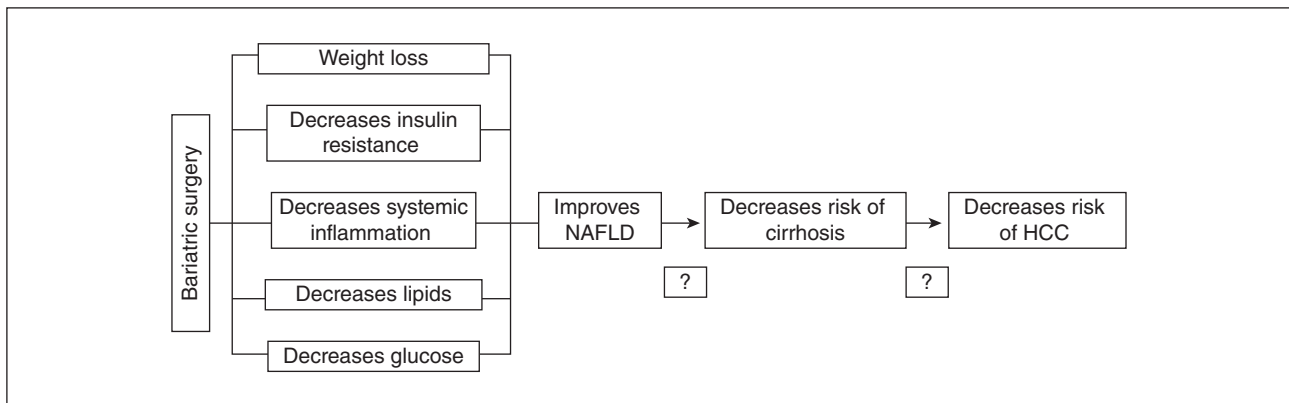 Bariatric surgery
Weight loss
Decreases insulin
resistance
Decreases systemic
inflammation
Decreases lipids
Decreases glucose
Improves
NAFLD
?
Decreases risk of
cirrhosis
?
Decreases risk
of HCC